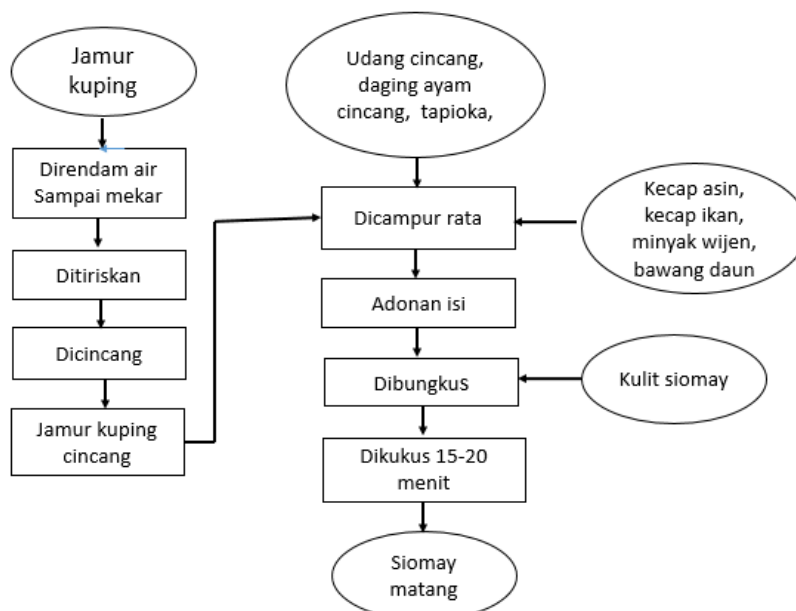 Jamur
kuping
Direndam air
Sampai mekar
Ditiriskan
Dicincang
Jamur kuping
cincang
Udang cincang,
daging ayam
cincang, tapioka,
Dicampur rata
Kecap asin,
kecap ikan,
minyak wijen,
bawang daun
Adonan isi
Dibungkus
Kulit siomay
Dikukus 15-20
menit
Siomay
matang